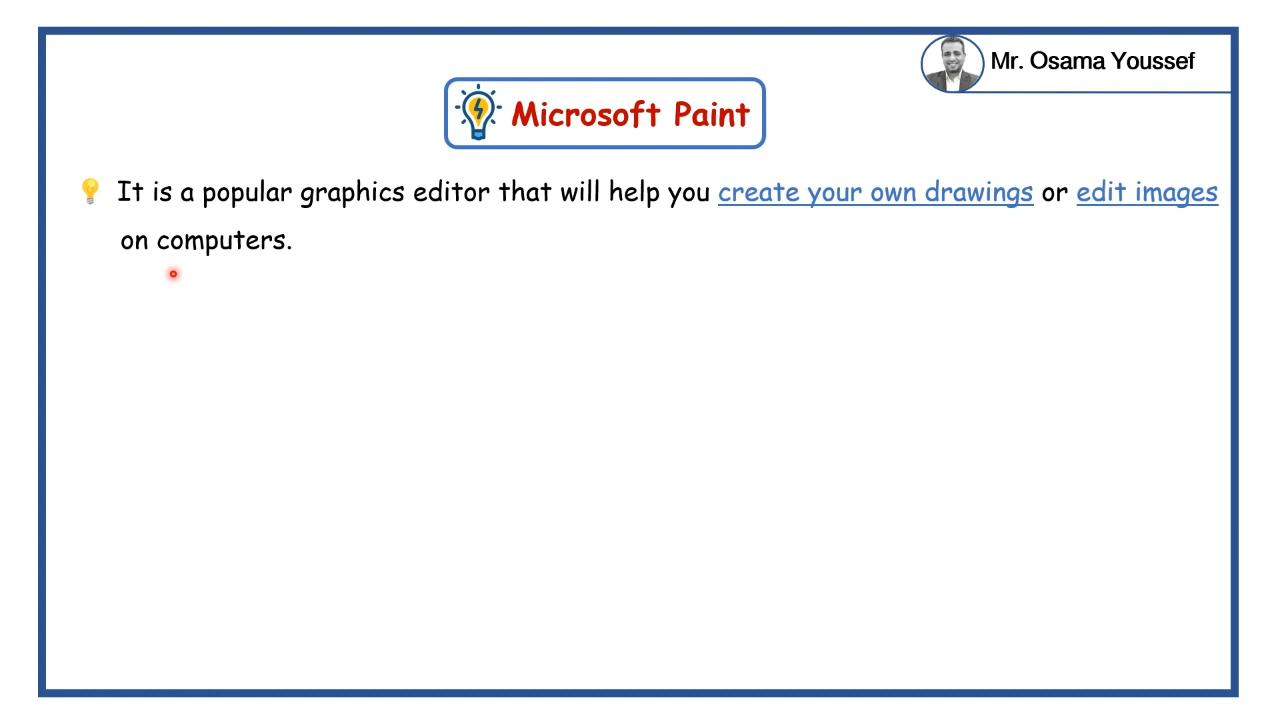 Mr. Osama Youssef
Microsoft Paint
It is a popular graphics editor that will help you create your own drawings or edit images
on computers.